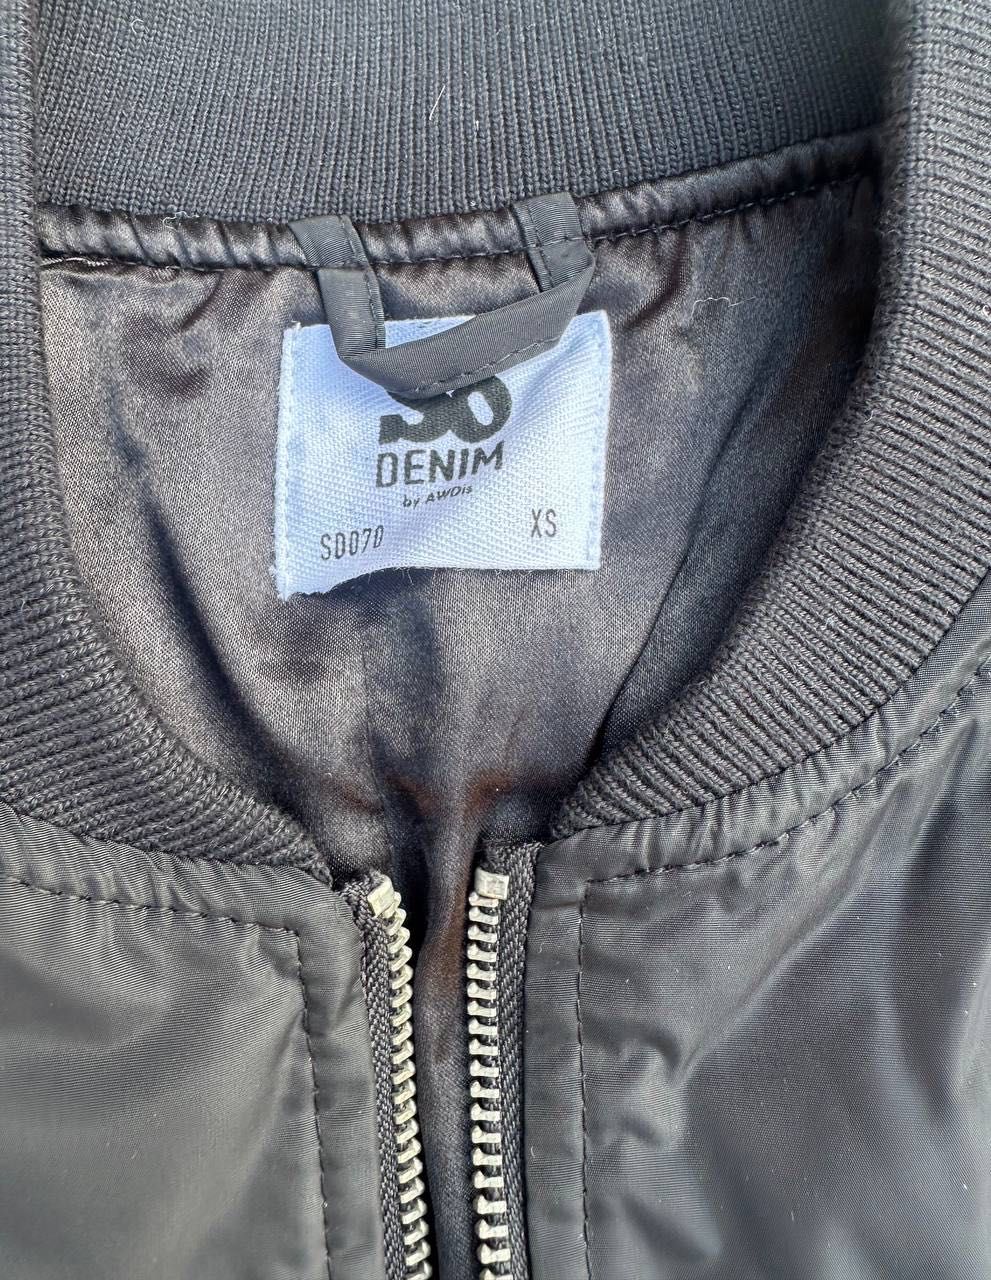 SO
DENIM
by AWDis
SD070 XS